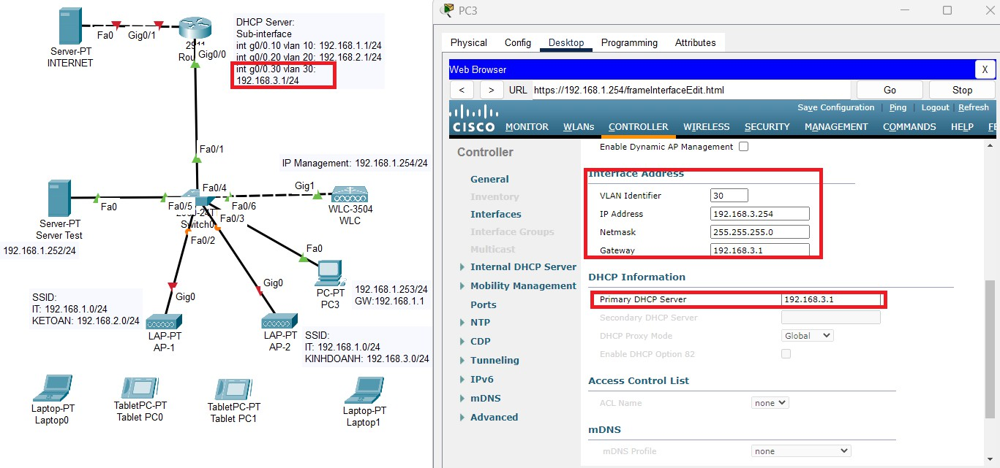 Server-PT
INTERNET
Fa0
Gig0/1
Gig0/0
DHCP Server:
Sub-interface
int g0/0.10 vlan 10: 192.168.1.1/24
int g0/0.20 vlan 20: 192.168.2.1/24
int g0/0.30 vlan 30:
192.168.3.1/24
Fa0/1
IP Management: 192.168.1.254/24
Fa0/4
Gig1
Fa0
Fa0/5
Fa0/6
Fa0/3
Switch0
Fa0/2
WLC-3504
WLC
Server-PT
Server Test
192.168.1.252/24
Fa0
PC-PT
PC3
192.168.1.253/24
GW:192.168.1.1
Gig0
Gig0
SSID:
IT: 192.168.1.0/24
KETOAN: 192.168.2.0/24
LAP-PT
AP-1
LAP-PT
AP-2
SSID:
IT: 192.168.1.0/24
KINHDOANH: 192.168.3.0/24
Laptop-PT
Laptop0
TabletPC-PT
Tablet PC0
TabletPC-PT
Tablet PC1
Laptop-PT
Laptop1
PC3
Physical Config Desktop Programming Attributes
Web Browser X
< > URL https://192.168.1.254/frameInterfaceEdit.html Go Stop
Save Configuration Ping Logout Refresh
CISCO MONITOR WLANs CONTROLLER WIRELESS SECURITY MANAGEMENT COMMANDS HELP FE
Controller
General
Inventory
Interfaces
Interface Groups
Multicast
Internal DHCP Server
Mobility Management
Ports
NTP
CDP
Tunneling
IPv6
mDNS
Advanced
Enable Dynamic AP Management
Interface Address
VLAN Identifier 30
IP Address 192.168.3.254
Netmask 255.255.255.0
Gateway 192.168.3.1
DHCP Information
Primary DHCP Server 192.168.3.1
Secondary DHCP Server
DHCP Proxy Mode Global
Enable DHCP Option 82
Access Control List
ACL Name none
mDNS
mDNS Profile none